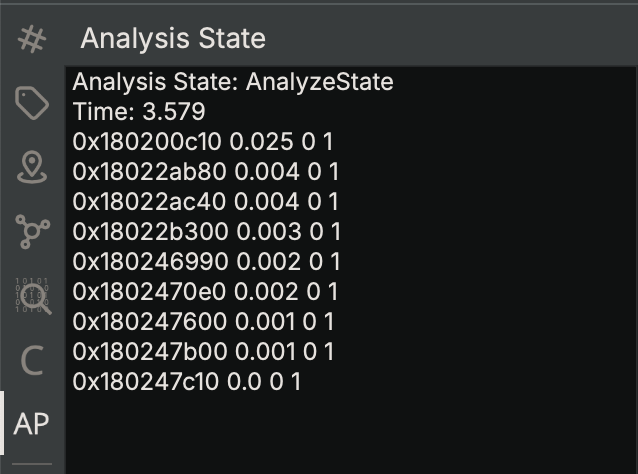 Analysis State
Analysis State: AnalyzeState
Time: 3.579
0x180200c10 0.025 0 1
0x18022ab80 0.004 0 1
0x18022ac40 0.004 0 1
0x18022b300 0.003 0 1
0x180246990 0.002 0 1
0x1802470e0 0.002 0 1
0x180247600 0.001 0 1
0x180247b00 0.001 0 1
0x180247c10 0.0 0 1
C
AP